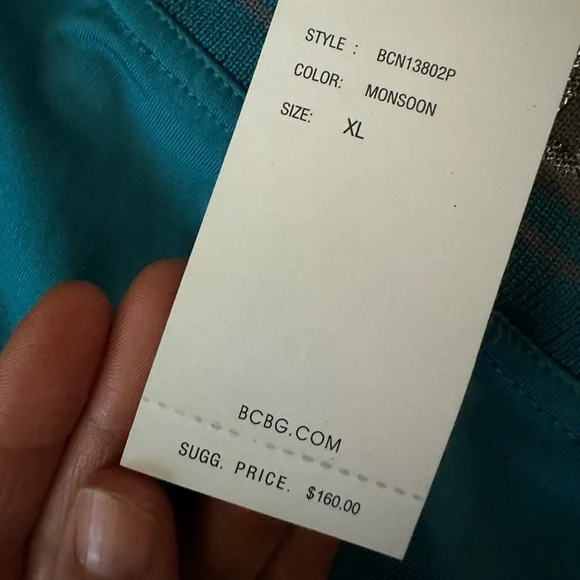 STYLE : BCN13802P
COLOR: MONSOON
SIZE: XL
BCBG.COM
SUGG. PRICE. $160.00